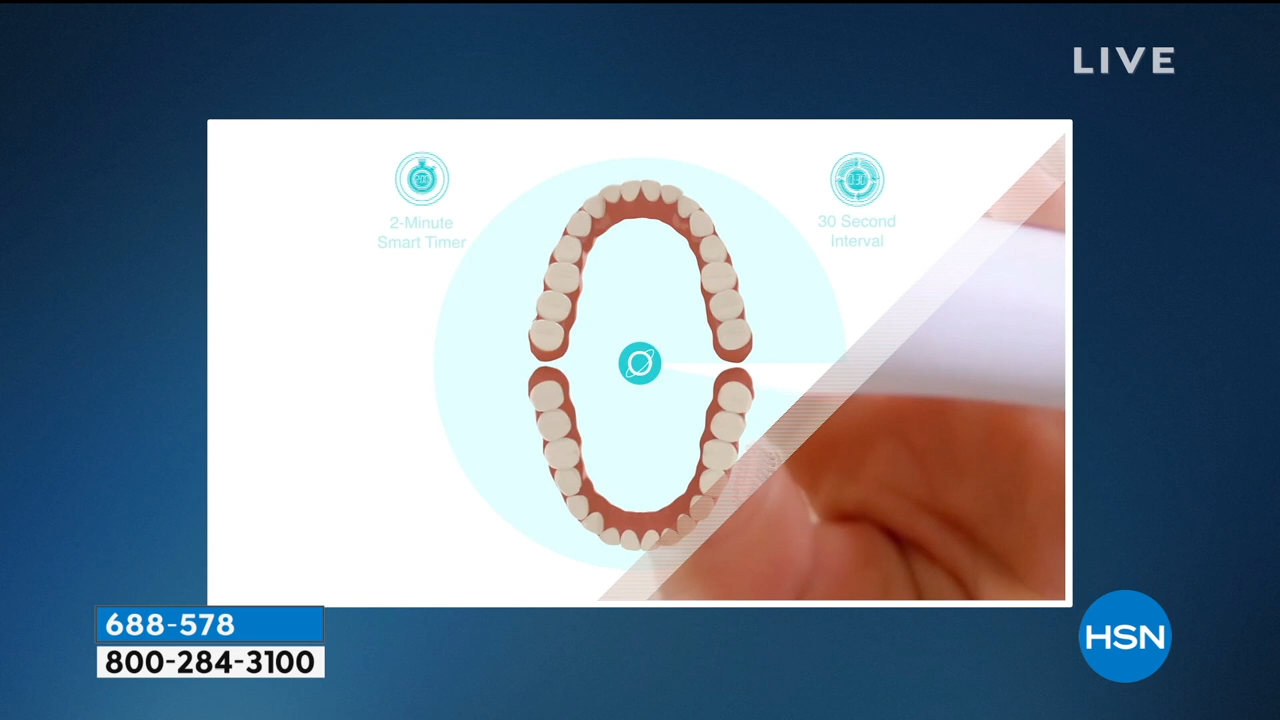 LIVE
2-Minute
Smart Timer
30 Second
Interval
688-578
800-284-3100
HSN